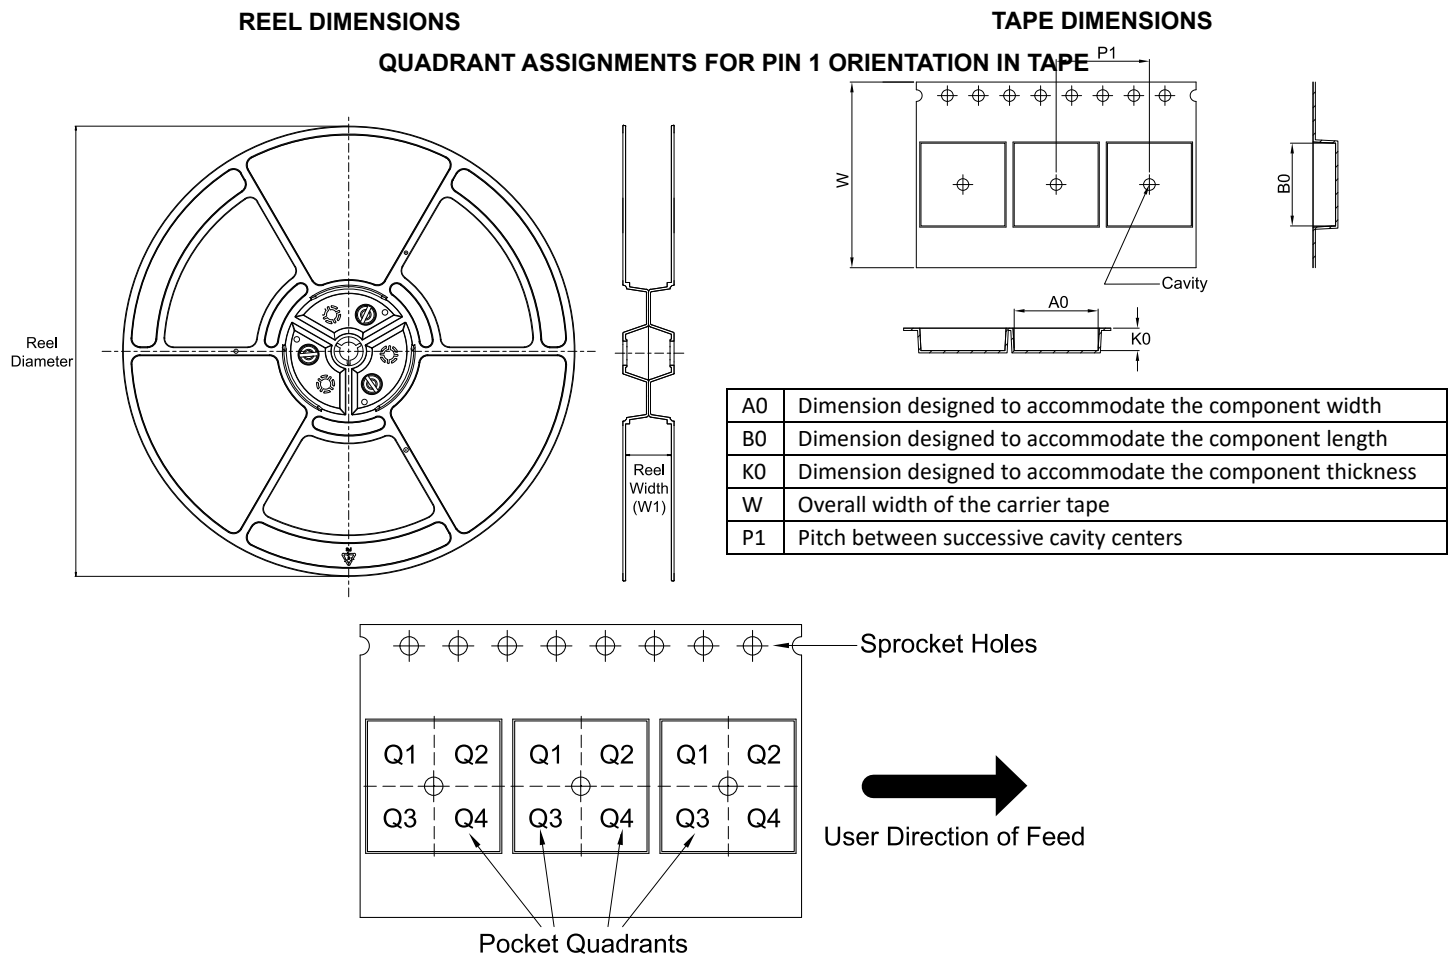 REEL DIMENSIONS
TAPE DIMENSIONS
QUADRANT ASSIGNMENTS FOR PIN 1 ORIENTATION IN TAPE
P1
W
B0
Cavity
A0
K0
Reel
Diameter
Reel
Width
(W1)
A0 Dimension designed to accommodate the component width
B0 Dimension designed to accommodate the component length
K0 Dimension designed to accommodate the component thickness
W Overall width of the carrier tape
P1 Pitch between successive cavity centers
Sprocket Holes
Q1 Q2 Q1 Q2 Q1 Q2
Q3 Q4 Q3 Q4 Q3 Q4
User Direction of Feed
Pocket Quadrants